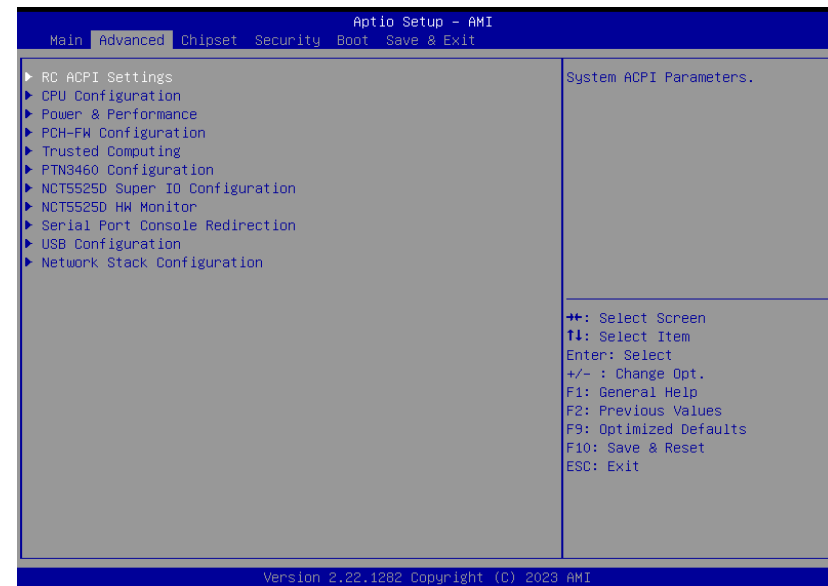 Aptio Setup – AMI
Main Advanced Chipset Security Boot Save & Exit
▶ RC ACPI Settings
▶ CPU Configuration
▶ Power & Performance
▶ PCH-FW Configuration
▶ Trusted Computing
▶ PTN3460 Configuration
▶ NCT5525D Super IO Configuration
▶ NCT5525D HW Monitor
▶ Serial Port Console Redirection
▶ USB Configuration
▶ Network Stack Configuration
System ACPI Parameters.
→←: Select Screen
↑↓: Select Item
Enter: Select
+/- : Change Opt.
F1: General Help
F2: Previous Values
F9: Optimized Defaults
F10: Save & Reset
ESC: Exit
Version 2.22.1282 Copyright (C) 2023 AMI